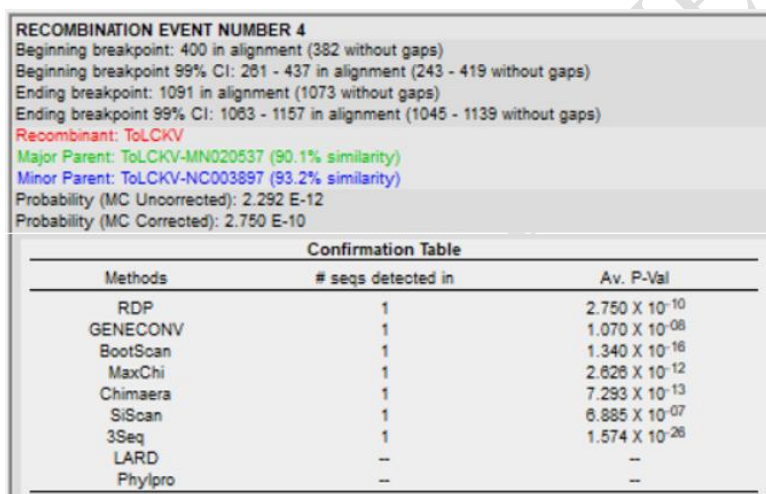 RECOMBINATION EVENT NUMBER 4
Beginning breakpoint: 400 in alignment (382 without gaps)
Beginning breakpoint 99% CI: 261 - 437 in alignment (243 - 419 without gaps)
Ending breakpoint: 1091 in alignment (1073 without gaps)
Ending breakpoint 99% CI: 1063 - 1157 in alignment (1045 - 1139 without gaps)
Recombinant: ToLCKV
Major Parent: ToLCKV-MN020537 (90.1% similarity)
Minor Parent: ToLCKV-NC003897 (93.2% similarity)
Probability (MC Uncorrected): 2.292 E-12
Probability (MC Corrected): 2.750 E-10
Confirmation Table
Methods # seqs detected in Av. P-Val
RDP 1 2.750 X 10-10
GENECONV 1 1.070 X 10-08
BootScan 1 1.340 X 10-16
MaxChi 1 2.626 X 10-12
Chimaera 1 7.293 X 10-13
SiScan 1 6.885 X 10-07
3Seq 1 1.574 X 10-26
LARD -- --
Phylpro -- --